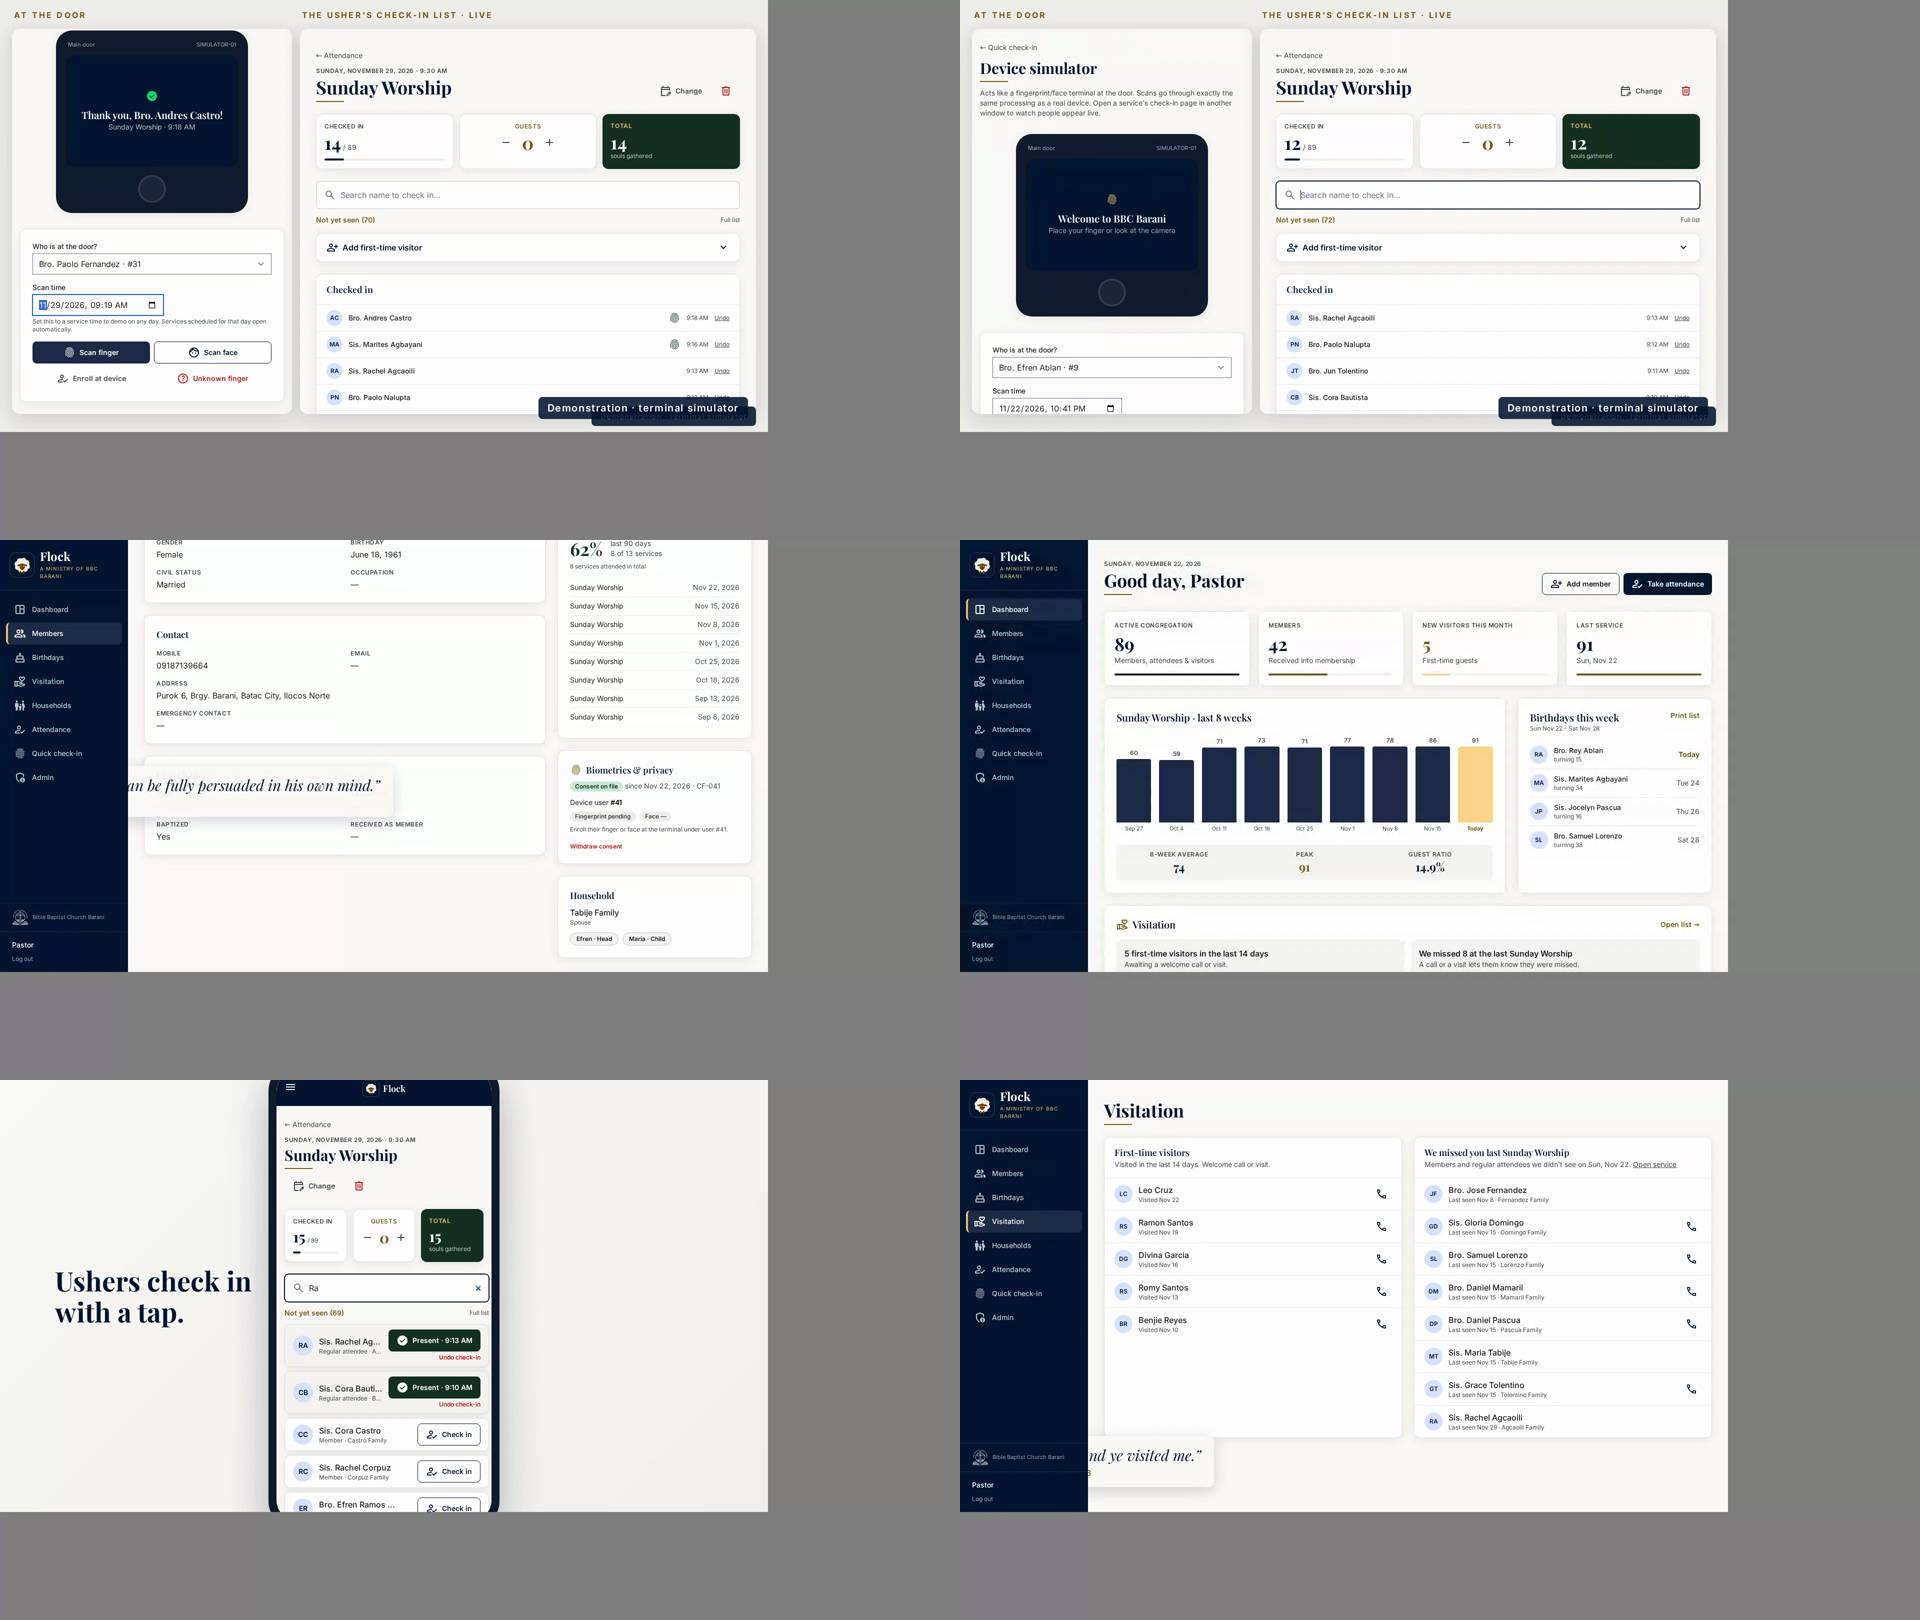 AT THE DOOR
THE USHER'S CHECK-IN LIST · LIVE
Main door
SIMULATOR-01
Thank you, Bro. Andres Castro!
Sunday Worship · 9:18 AM
Who is at the door?
Bro. Paolo Fernandez · #31
Scan time
11/29/2026, 09:19 AM
Set this to a service time to demo on any day. Services scheduled for that day open
automatically.
Scan finger
Scan face
Enroll at device
Unknown finger
← Attendance
SUNDAY, NOVEMBER 29, 2026 · 9:30 AM
Sunday Worship
Change
CHECKED IN
14 / 89
GUESTS
− 0 +
TOTAL
14
souls gathered
Search name to check in...
Not yet seen (70)
Full list
Add first-time visitor
Checked in
AC Bro. Andres Castro 9:18 AM Undo
MA Sis. Marites Agbayani 9:16 AM Undo
RA Sis. Rachel Agcaoili 9:13 AM Undo
PN Bro. Paolo Nalupta
Demonstration · terminal simulator
AT THE DOOR
THE USHER'S CHECK-IN LIST · LIVE
← Quick check-in
Device simulator
Acts like a fingerprint/face terminal at the door. Scans go through exactly the
same processing as a real device. Open a service's check-in page in another
window to watch people appear live.
Main door
SIMULATOR-01
Welcome to BBC Barani
Place your finger or look at the camera
Who is at the door?
Bro. Efren Ablan · #9
Scan time
11/22/2026, 10:41 PM
← Attendance
SUNDAY, NOVEMBER 29, 2026 · 9:30 AM
Sunday Worship
Change
CHECKED IN
12 / 89
GUESTS
− 0 +
TOTAL
12
souls gathered
Search name to check in...
Not yet seen (72)
Full list
Add first-time visitor
Checked in
RA Sis. Rachel Agcaoili 9:13 AM Undo
PN Bro. Paolo Nalupta 9:12 AM Undo
JT Bro. Jun Tolentino 9:11 AM Undo
CB Sis. Cora Bautista
Demonstration · terminal simulator
Flock
A MINISTRY OF BBC
BARANI
Dashboard
Members
Birthdays
Visitation
Households
Attendance
Quick check-in
Admin
Bible Baptist Church Barani
Pastor
Log out
GENDER
Female
BIRTHDAY
June 18, 1961
CIVIL STATUS
Married
OCCUPATION
—
Contact
MOBILE
09187139664
EMAIL
—
ADDRESS
Purok 6, Brgy. Barani, Batac City, Ilocos Norte
EMERGENCY CONTACT
—
an be fully persuaded in his own mind.”
BAPTIZED
Yes
RECEIVED AS MEMBER
—
62%
last 90 days
8 of 13 services
8 services attended in total
Sunday Worship Nov 22, 2026
Sunday Worship Nov 15, 2026
Sunday Worship Nov 8, 2026
Sunday Worship Nov 1, 2026
Sunday Worship Oct 25, 2026
Sunday Worship Oct 18, 2026
Sunday Worship Sep 13, 2026
Sunday Worship Sep 6, 2026
Biometrics & privacy
Consent on file since Nov 22, 2026 · CF-041
Device user #41
Fingerprint pending Face —
Enroll their finger or face at the terminal under user #41.
Withdraw consent
Household
Tabije Family
Spouse
Efren · Head Maria · Child
Flock
A MINISTRY OF BBC
BARANI
Dashboard
Members
Birthdays
Visitation
Households
Attendance
Quick check-in
Admin
Bible Baptist Church Barani
Pastor
Log out
SUNDAY, NOVEMBER 22, 2026
Good day, Pastor
Add member
Take attendance
ACTIVE CONGREGATION
89
Members, attendees & visitors
MEMBERS
42
Received into membership
NEW VISITORS THIS MONTH
5
First-time guests
LAST SERVICE
91
Sun, Nov 22
Sunday Worship · last 8 weeks
60 59 71 73 71 77 78 86 91
Sep 27 Oct 4 Oct 11 Oct 18 Oct 25 Nov 1 Nov 8 Nov 15 Today
8-WEEK AVERAGE
74
PEAK
91
GUEST RATIO
14.9%
Birthdays this week
Print list
Sun Nov 22 – Sat Nov 28
RA Bro. Rey Ablan Today
turning 15
MA Sis. Marites Agbayani Tue 24
turning 34
JP Sis. Jocelyn Pascua Thu 26
turning 16
SL Bro. Samuel Lorenzo Sat 28
turning 38
Visitation
Open list →
5 first-time visitors in the last 14 days
Awaiting a welcome call or visit.
We missed 8 at the last Sunday Worship
A call or a visit lets them know they were missed.
Ushers check in
with a tap.
Flock
← Attendance
SUNDAY, NOVEMBER 29, 2026 · 9:30 AM
Sunday Worship
Change
CHECKED IN
15 / 89
GUESTS
− 0 +
TOTAL
15
souls gathered
Ra
Not yet seen (69)
Full list
RA Sis. Rachel Ag... Present · 9:13 AM
Regular attendee · A...
Undo check-in
CB Sis. Cora Bauti... Present · 9:10 AM
Regular attendee · B...
Undo check-in
CC Sis. Cora Castro Check in
Member · Castro Family
RC Sis. Rachel Corpuz Check in
Member · Corpuz Family
ER Bro. Efren Ramos ... Check in
Flock
A MINISTRY OF BBC
BARANI
Dashboard
Members
Birthdays
Visitation
Households
Attendance
Quick check-in
Admin
Bible Baptist Church Barani
Pastor
Log out
Visitation
First-time visitors
Visited in the last 14 days. Welcome call or visit.
LC Leo Cruz
Visited Nov 22
RS Ramon Santos
Visited Nov 19
DG Divina Garcia
Visited Nov 16
RS Romy Santos
Visited Nov 13
BR Benjie Reyes
Visited Nov 10
We missed you last Sunday Worship
Members and regular attendees we didn't see on Sun, Nov 22. Open service
JF Bro. Jose Fernandez
Last seen Nov 8 · Fernandez Family
GD Sis. Gloria Domingo
Last seen Nov 15 · Domingo Family
SL Bro. Samuel Lorenzo
Last seen Nov 15 · Lorenzo Family
DM Bro. Daniel Mamaril
Last seen Nov 15 · Mamaril Family
DP Bro. Daniel Pascua
Last seen Nov 15 · Pascua Family
MT Sis. Maria Tabije
Last seen Nov 15 · Tabije Family
GT Sis. Grace Tolentino
Last seen Nov 15 · Tolentino Family
RA Sis. Rachel Agcaoili
Last seen Nov 29 · Agcaoili Family
nd ye visited me.”